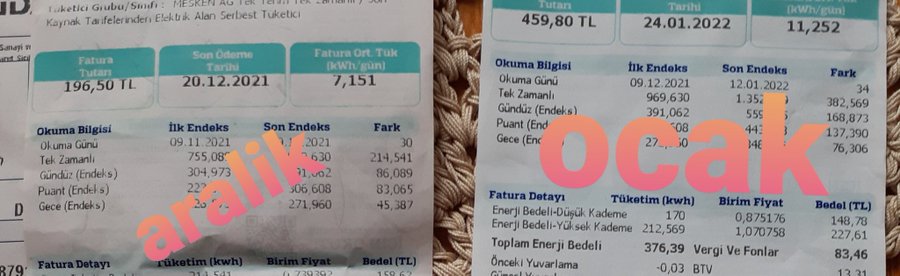 Tüketici Grubu/Sınıfı : MESKEN AG Tek Terim Tek Zamanlı / Son
Kaynak Tarifelerinden Elektrik Alan Serbest Tüketici
Sanayi v
Fatura Tutarı
Son Ödeme Tarihi
Fatura Ort. Tük (kWh/gün)
196,50 TL
20.12.2021
7,151
Okuma Bilgisi İlk Endeks Son Endeks Fark
Okuma Günü 09.11.2021 30
Tek Zamanlı 214,541
Gündüz (Endeks) 304,973 86,089
Puant (Endeks) 306,608 83,065
Gece (Endeks) 271,960 45,387
aralik
Fatura Detayı Tüketim (kwh) Birim Fiyat Bedel (TL)
Tutarı
Tarihi
(kWh/gün)
459,80 TL
24.01.2022
11,252
Okuma Bilgisi İlk Endeks Son Endeks Fark
Okuma Günü 09.12.2021 12.01.2022 34
Tek Zamanlı 969,630 382,569
Gündüz (Endeks) 391,062 168,873
Puant (Endeks) 137,390
Gece 76,306
ocak
Fatura Detayı Tüketim (kwh) Birim Fiyat Bedel (TL)
Enerji Bedeli-Düşük Kademe 170 0,875176 148,78
Enerji Bedeli-Yüksek Kademe 212,569 1,070758 227,61
Toplam Enerji Bedeli 376,39 Vergi Ve Fonlar 83,46
Önceki Yuvarlama -0,03 BTV 13,31